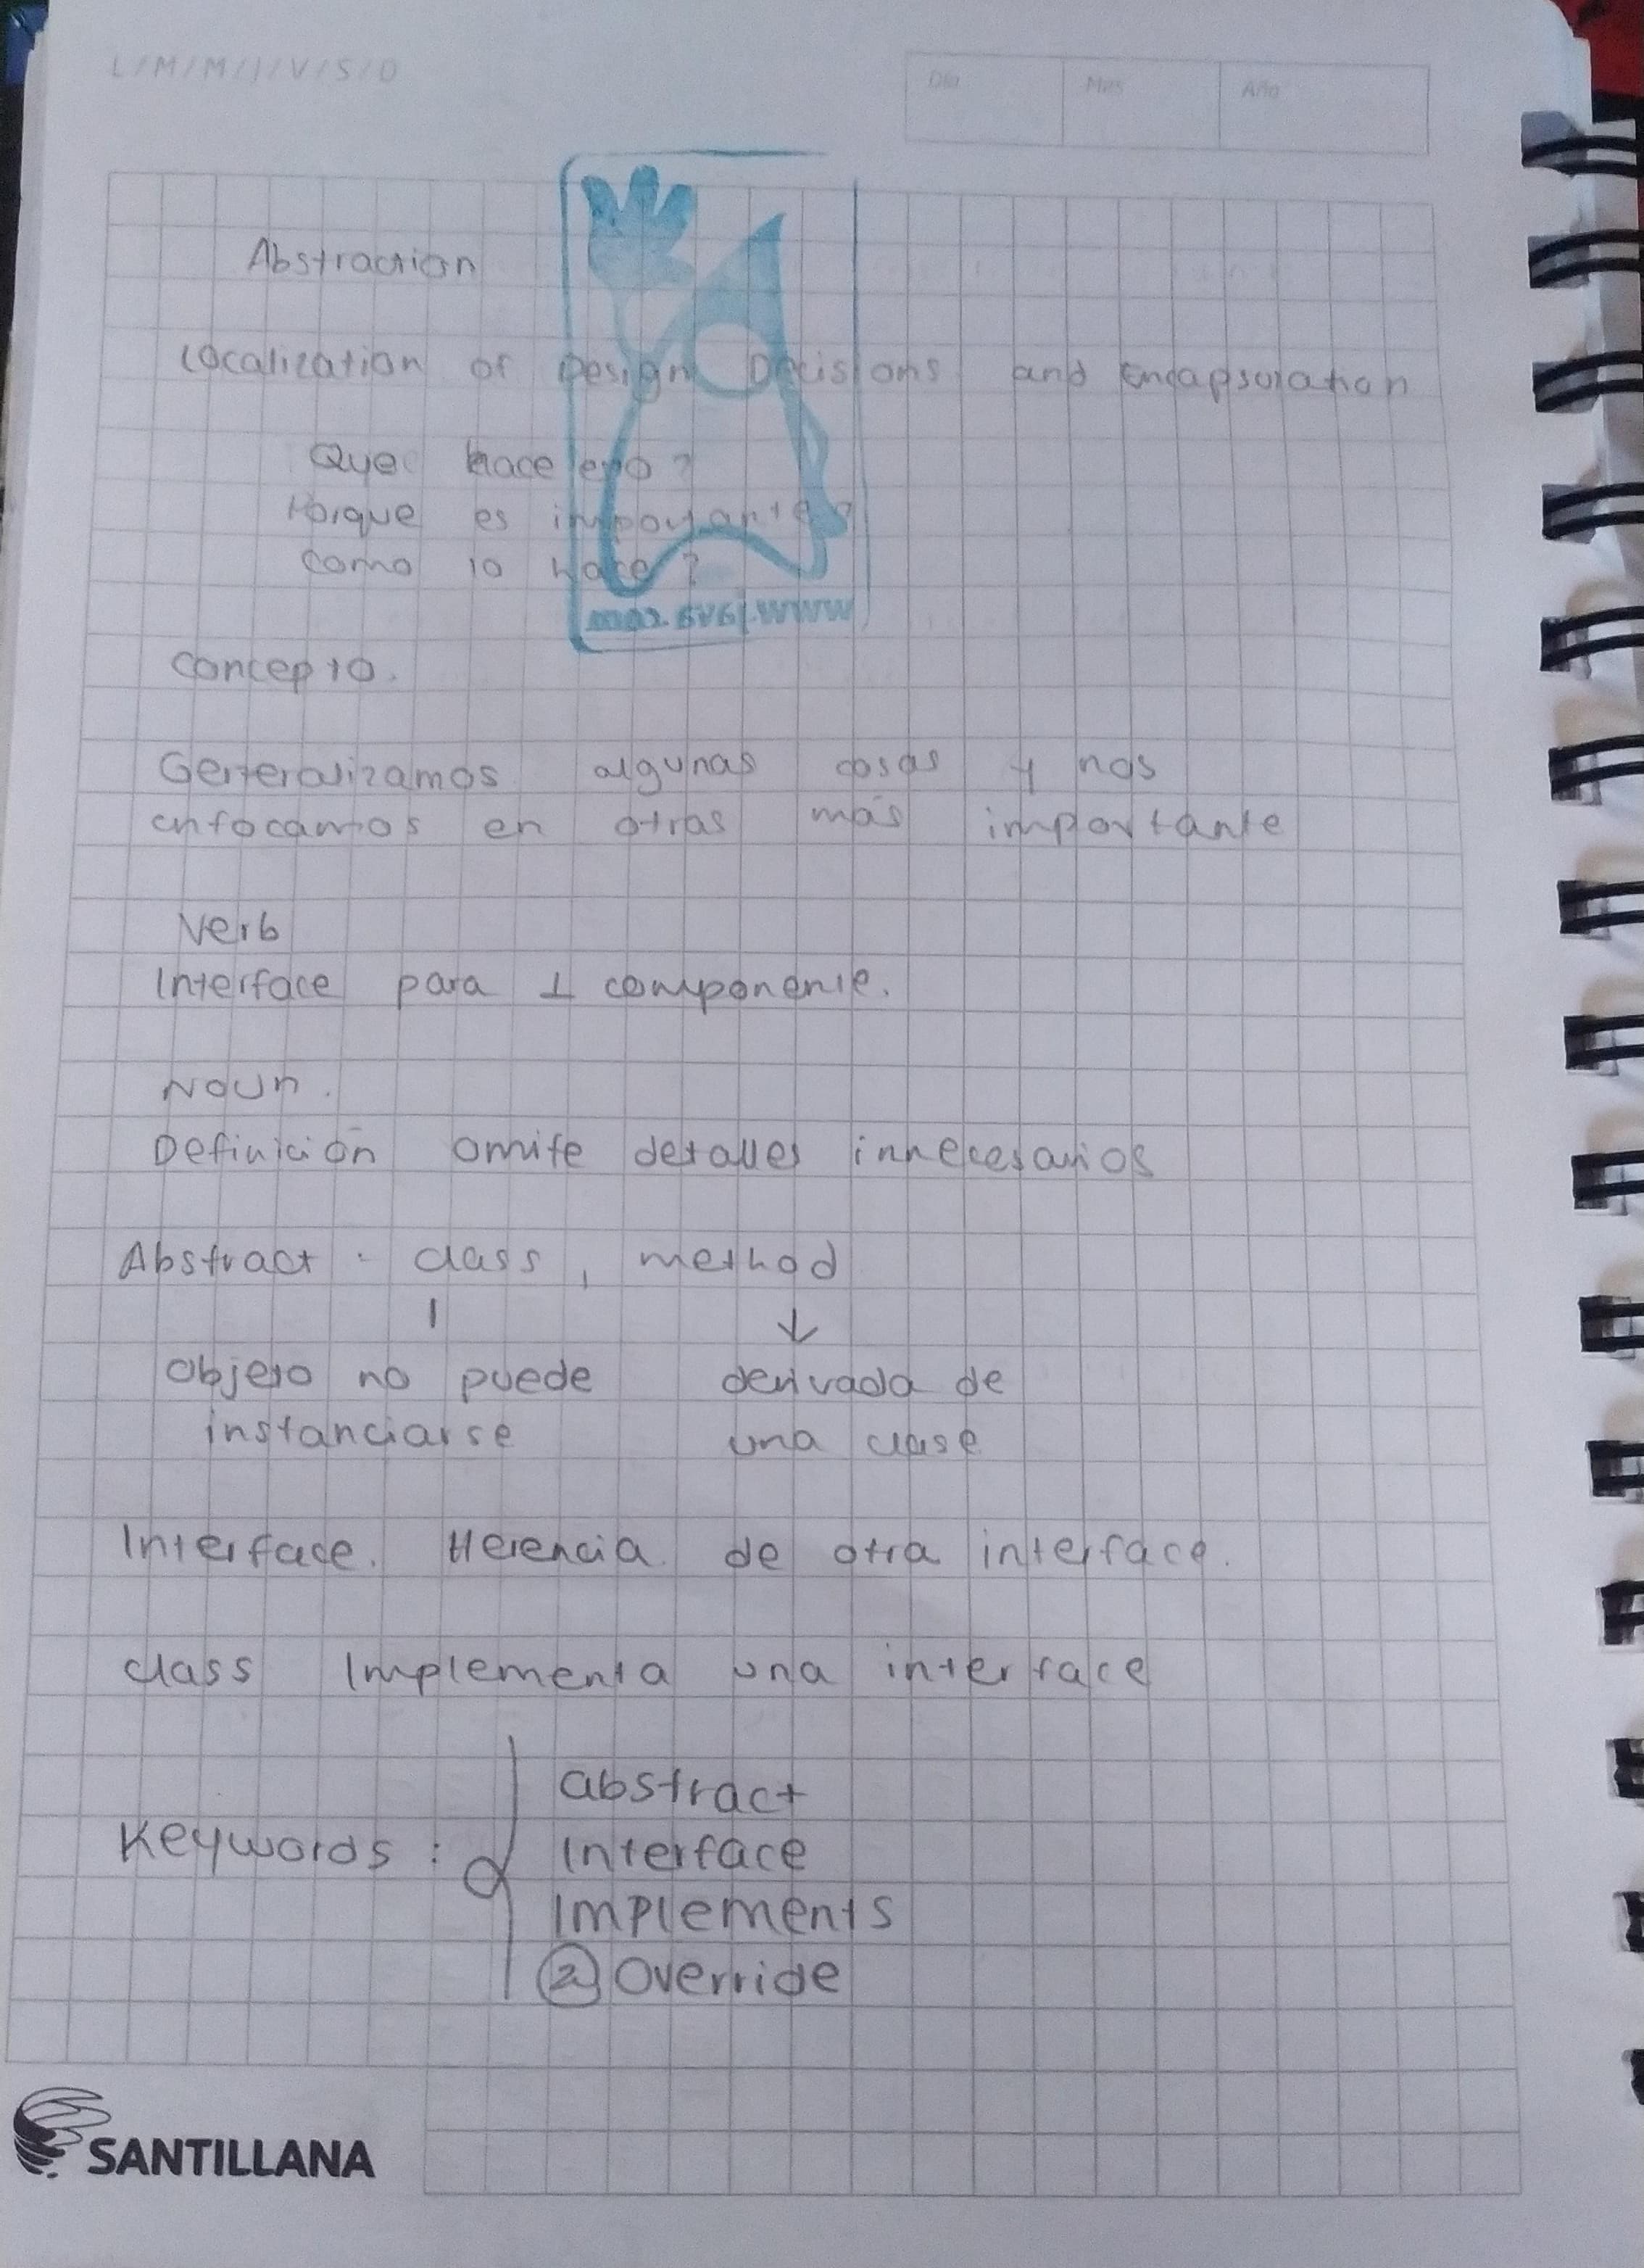 L/M/M/J/V/S/D
Día Mes Año
Abstraction
Localization of Design Decisions and Encapsulation
Que hace eso?
Porque es importante?
como lo hace?
www.java.com
concepto.
Generalizamos algunas cosas y nos
enfocamos en otras más importante
Verb
Interface para 1 componente.
Noun.
Definición omite detalles innecesarios
Abstract - class, method
Objeto no puede derivada de
instanciarse una clase
Interface. Herencia de otra interface.
class Implementa una interface
abstract
Keywords: Interface
Implements
@Override
SANTILLANA